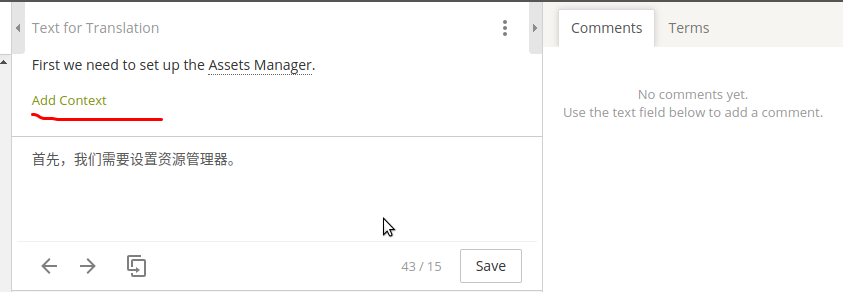 Text for Translation
First we need to set up the Assets Manager.
Add Context
首先，我们需要设置资源管理器。
43 / 15
Save
Comments
Terms
No comments yet.
Use the text field below to add a comment.